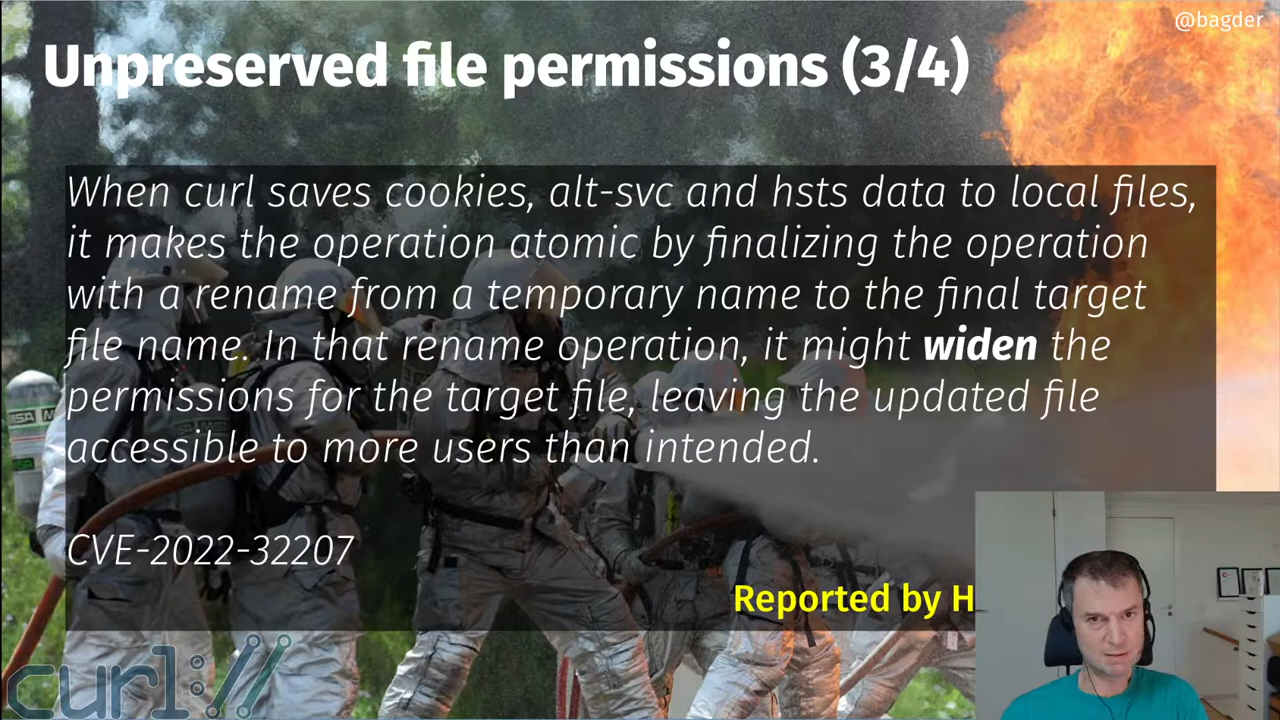 @bagder
Unpreserved file permissions (3/4)
When curl saves cookies, alt-svc and hsts data to local files,
it makes the operation atomic by finalizing the operation
with a rename from a temporary name to the final target
file name. In that rename operation, it might widen the
permissions for the target file, leaving the updated file
accessible to more users than intended.
CVE-2022-32207
Reported by H
MSA
curl://